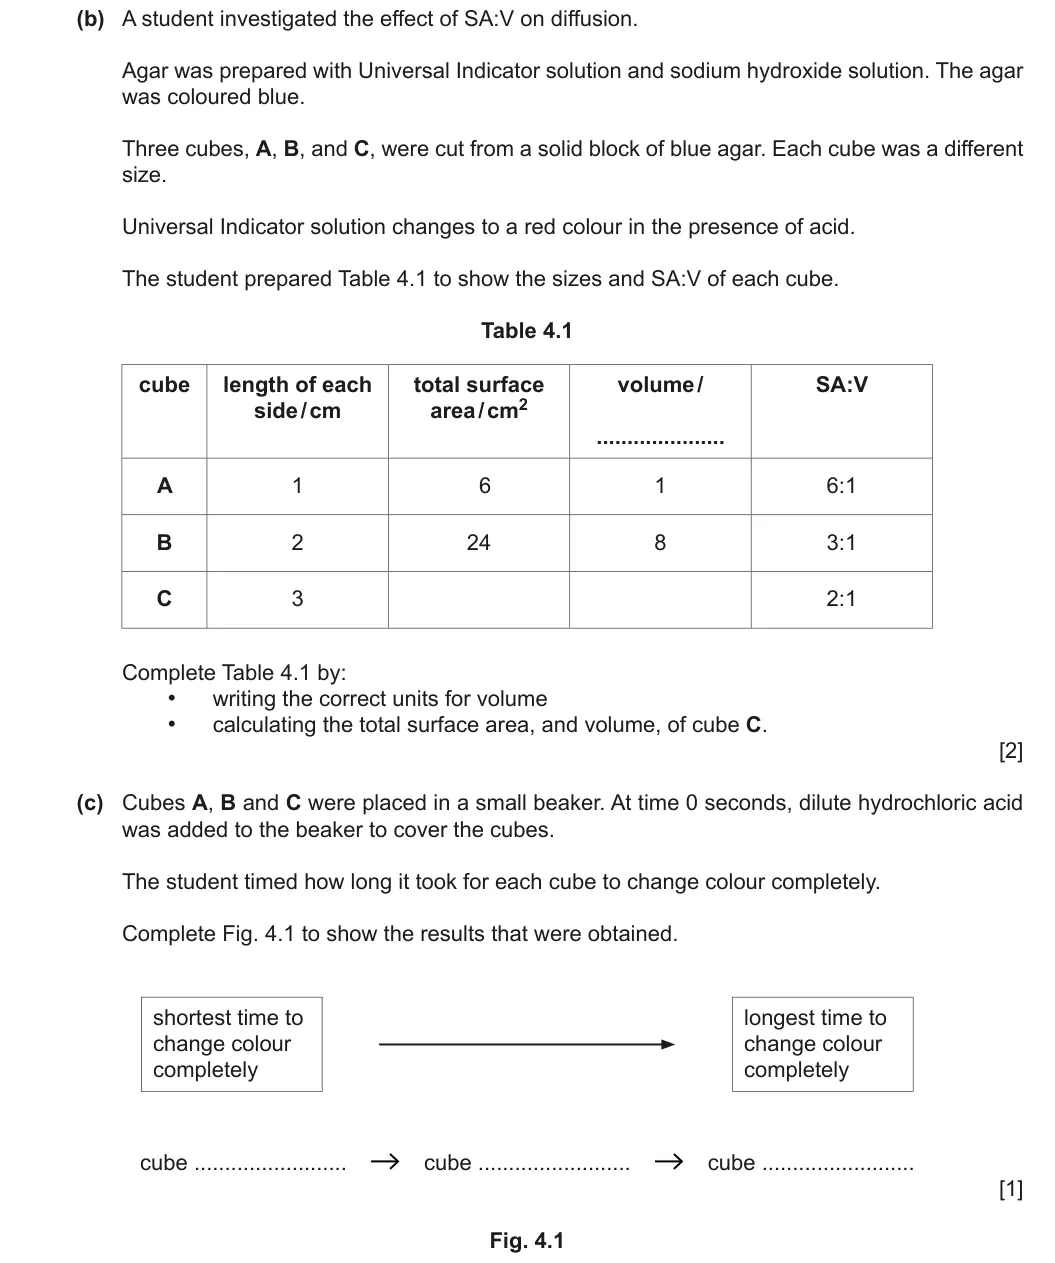 (b) A student investigated the effect of SA:V on diffusion.
Agar was prepared with Universal Indicator solution and sodium hydroxide solution. The agar
was coloured blue.
Three cubes, A, B, and C, were cut from a solid block of blue agar. Each cube was a different
size.
Universal Indicator solution changes to a red colour in the presence of acid.
The student prepared Table 4.1 to show the sizes and SA:V of each cube.
Table 4.1
cube length of each total surface volume/ SA:V
side/cm area/cm²
.....................
A 1 6 1 6:1
B 2 24 8 3:1
C 3 2:1
Complete Table 4.1 by:
• writing the correct units for volume
• calculating the total surface area, and volume, of cube C.
[2]
(c) Cubes A, B and C were placed in a small beaker. At time 0 seconds, dilute hydrochloric acid
was added to the beaker to cover the cubes.
The student timed how long it took for each cube to change colour completely.
Complete Fig. 4.1 to show the results that were obtained.
shortest time to longest time to
change colour change colour
completely completely
cube ......................... → cube ......................... → cube .........................
[1]
Fig. 4.1